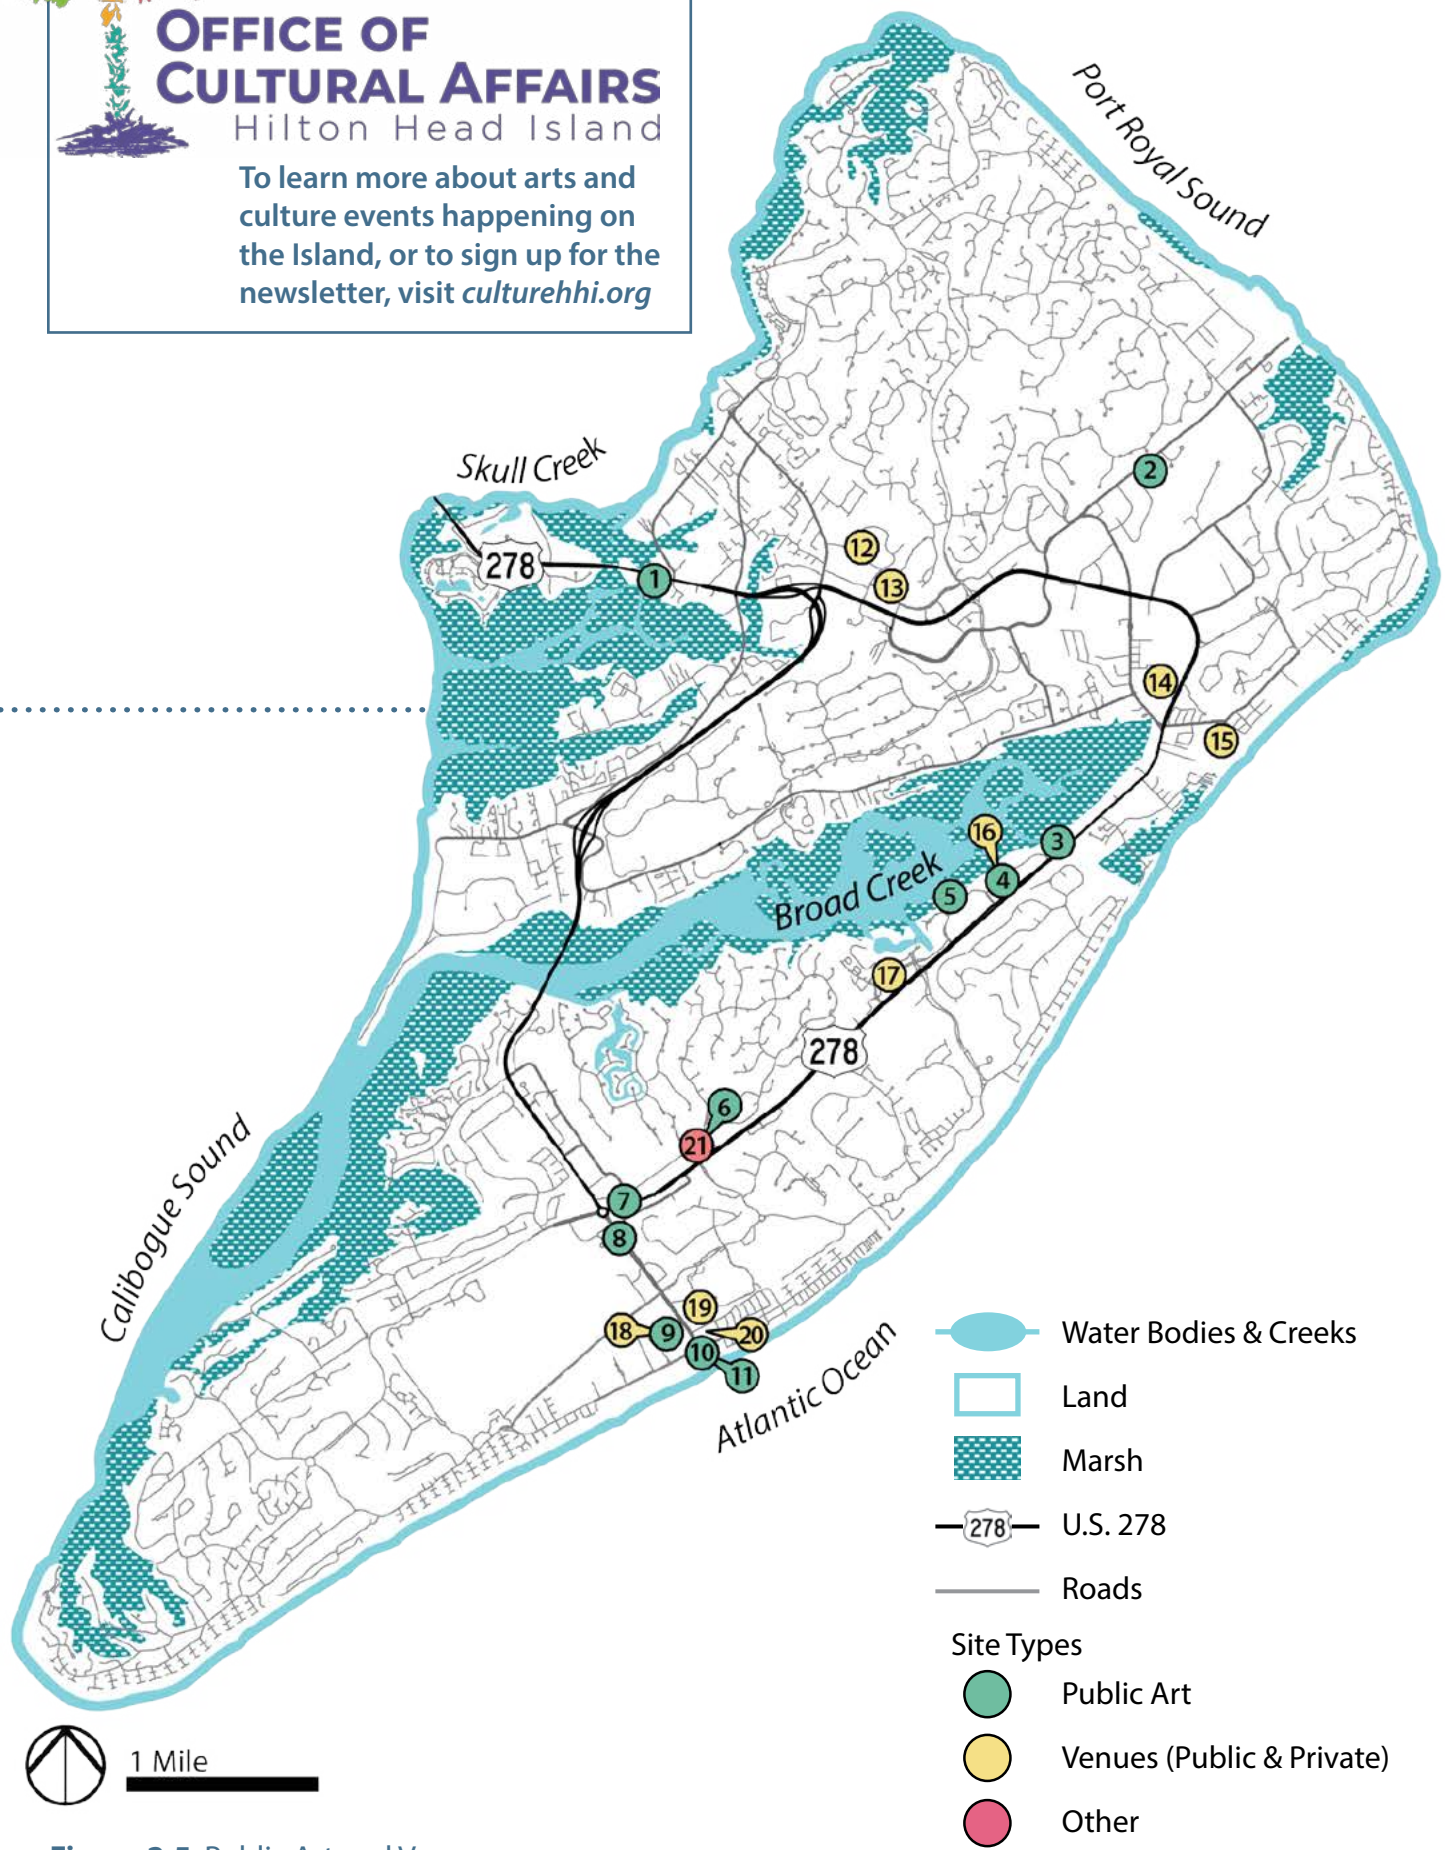 OFFICE OF
CULTURAL AFFAIRS
Hilton Head Island
To learn more about arts and
culture events happening on
the Island, or to sign up for the
newsletter, visit culturehhi.org
Port Royal Sound
Skull Creek
278
1
2
12
13
14
15
16
3
4
5
Broad Creek
17
278
6
21
7
8
Calibogue Sound
19
18
9
20
10
11
Atlantic Ocean
Water Bodies & Creeks
Land
Marsh
278
U.S. 278
Roads
Site Types
Public Art
Venues (Public & Private)
Other
1 Mile